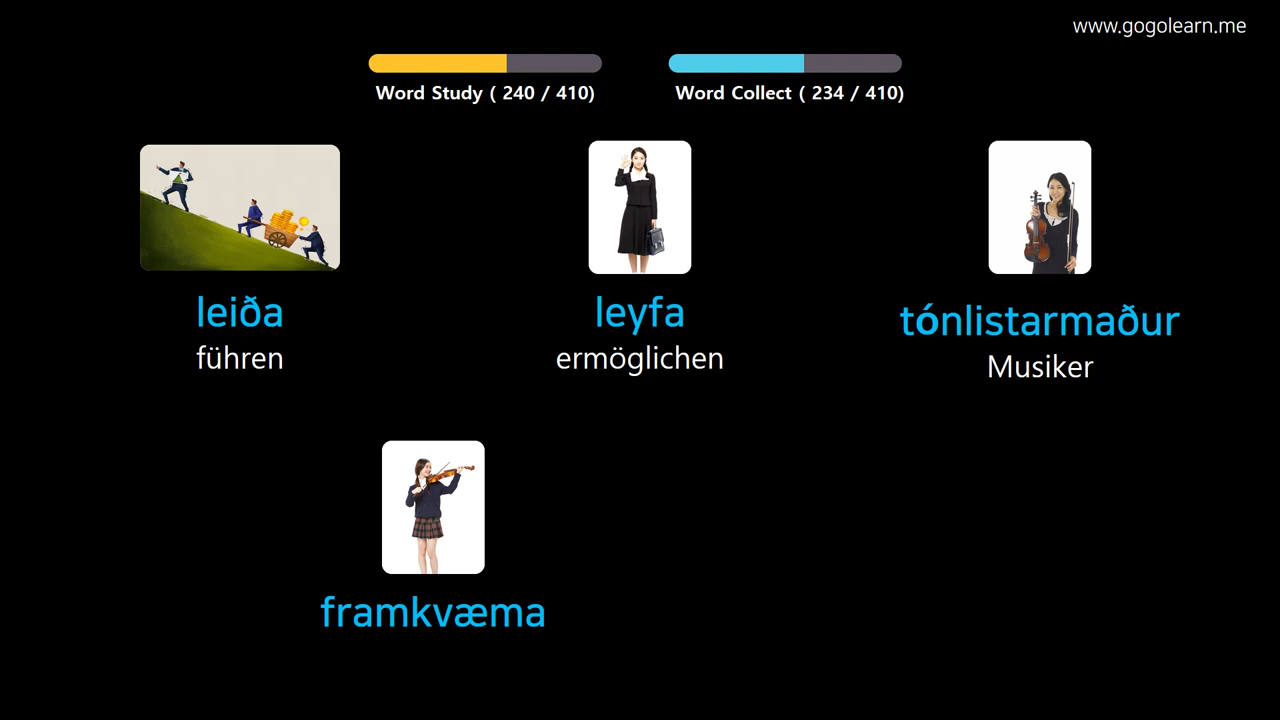 www.gogolearn.me
Word Study ( 240 / 410)
Word Collect ( 234 / 410)
leiða
führen
leyfa
ermöglichen
tónlistarmaður
Musiker
framkvæma